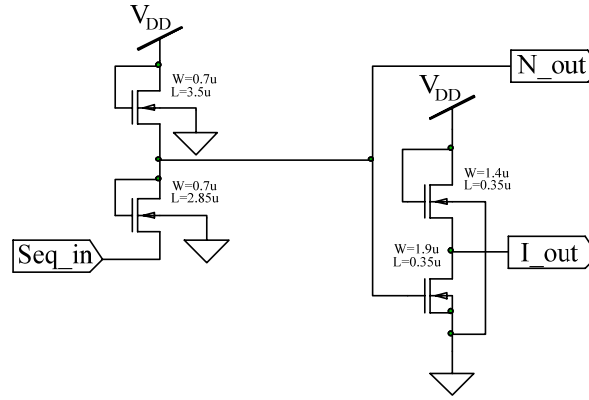 VDD
W=0.7u
L=3.5u
W=0.7u
L=2.85u
Seq_in
N_out
VDD
W=1.4u
L=0.35u
W=1.9u
L=0.35u
I_out